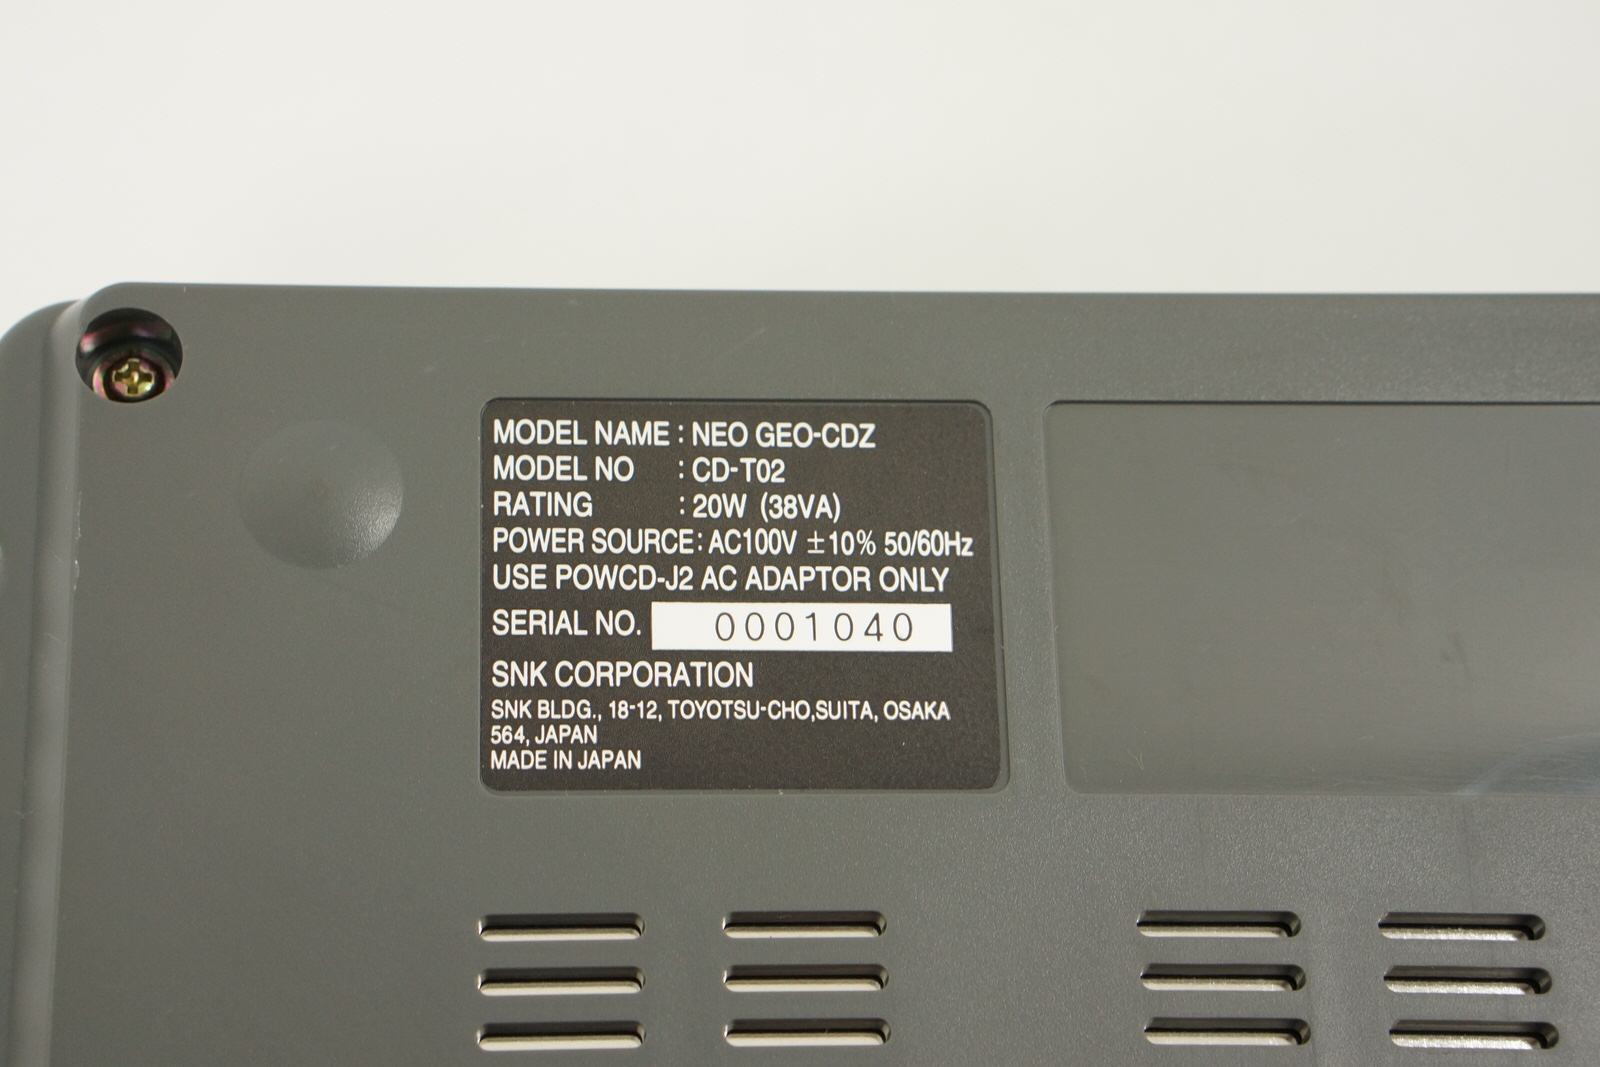 MODEL NAME : NEO GEO-CDZ
MODEL NO : CD-T02
RATING : 20W (38VA)
POWER SOURCE : AC100V ±10% 50/60Hz
USE POWCD-J2 AC ADAPTOR ONLY
SERIAL NO. 0001040
SNK CORPORATION
SNK BLDG., 18-12, TOYOTSU-CHO,SUITA, OSAKA
564, JAPAN
MADE IN JAPAN